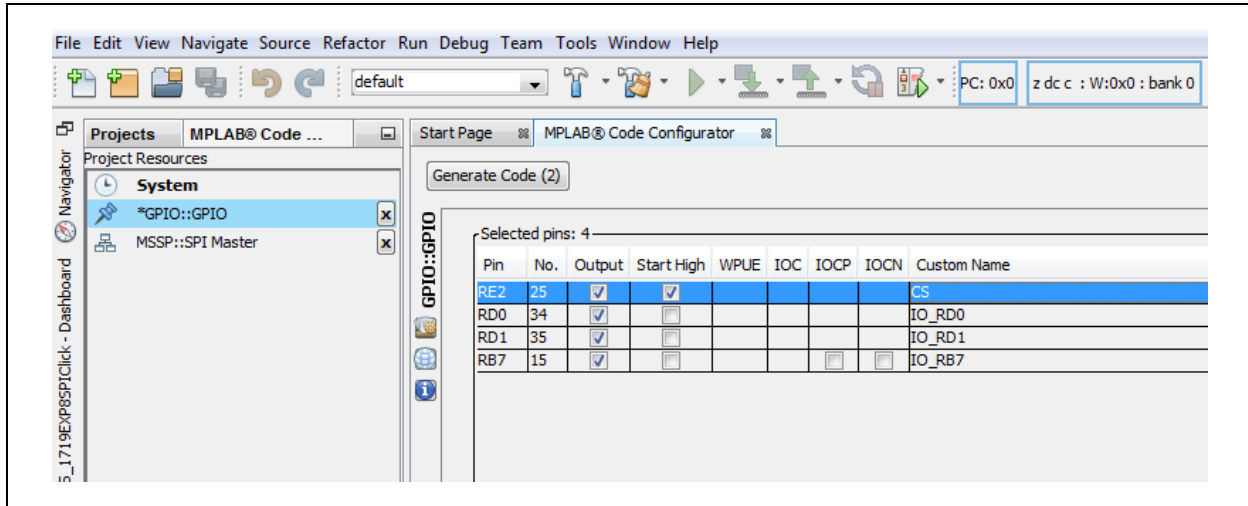 File Edit View Navigate Source Refactor Run Debug Team Tools Window Help
default PC: 0x0 z dc c : W:0x0 : bank 0
Projects MPLAB® Code ...
Project Resources
System
*GPIO::GPIO x
MSSP::SPI Master x
Navigator
Dashboard
1719EXP8SPIClick - Dashboard
Start Page MPLAB® Code Configurator
Generate Code (2)
GPIO::GPIO
Selected pins: 4
Pin No. Output Start High WPUE IOC IOCP IOCN Custom Name
RE2 25 CS
RD0 34 IO_RD0
RD1 35 IO_RD1
RB7 15 IO_RB7